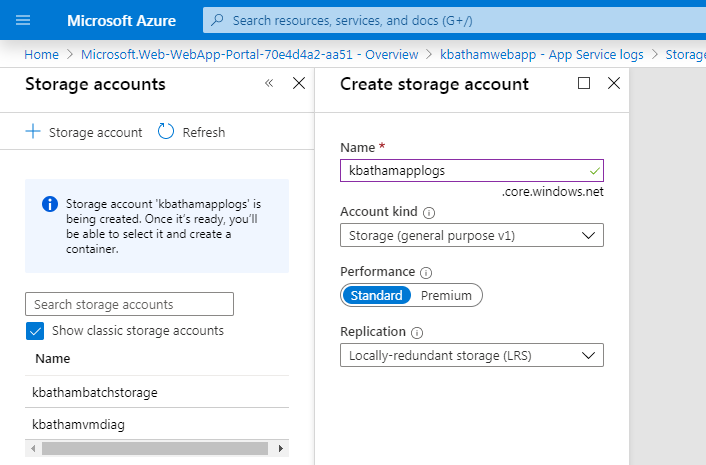 Microsoft Azure
Search resources, services, and docs (G+/)
Home > Microsoft.Web-WebApp-Portal-70e4d4a2-aa51 - Overview > kbathamwebapp - App Service logs > Storage
Storage accounts
+ Storage account
Refresh
Storage account 'kbathamapplogs' is
being created. Once it's ready, you'll
be able to select it and create a
container.
Search storage accounts
Show classic storage accounts
Name
kbathambatchstorage
kbathamvmdiag
Create storage account
Name *
kbathamapplogs
.core.windows.net
Account kind
Storage (general purpose v1)
Performance
Standard Premium
Replication
Locally-redundant storage (LRS)